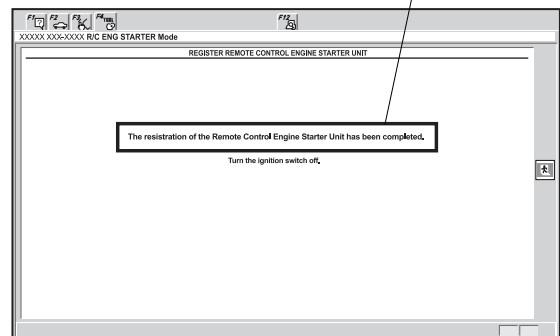 F1 F2 F3 F4 F12
XXXXX XXX-XXXX R/C ENG STARTER Mode
REGISTER REMOTE CONTROL ENGINE STARTER UNIT
The resistration of the Remote Control Engine Starter Unit has been completed.
Turn the ignition switch off.